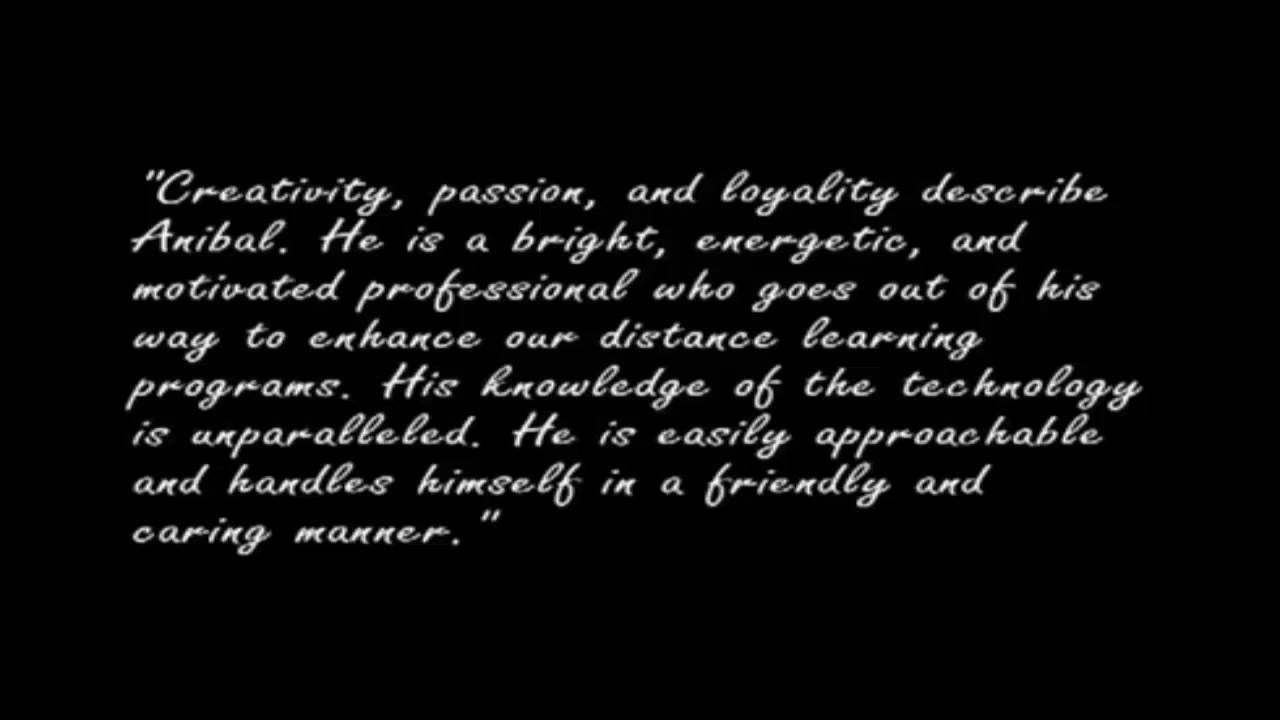 "Creativity, passion, and loyality describe
Anibal. He is a bright, energetic, and
motivated professional who goes out of his
way to enhance our distance learning
programs. His knowledge of the technology
is unparalleled. He is easily approachable
and handles himself in a friendly and
caring manner."